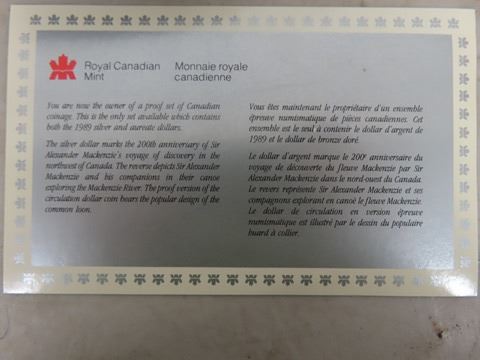 Royal Canadian
Mint
Monnaie royale
canadienne
You are now the owner of a proof set of Canadian
coinage. This is the only set available which contains
both the 1989 silver and aureate dollars.
The silver dollar marks the 200th anniversary of Sir
Alexander Mackenzie's voyage of discovery in the
northwest of Canada. The reverse depicts Sir Alexander
Mackenzie and his companions in their canoe
exploring the Mackenzie River. The proof version of the
circulation dollar coin bears the popular design of the
common loon.
Vous êtes maintenant le propriétaire d'un ensemble
épreuve numismatique de pièces canadiennes. Cet
ensemble est le seul à contenir le dollar d'argent de
1989 et le dollar de bronze doré.
Le dollar d'argent marque le 200e anniversaire du
voyage de découverte du fleuve Mackenzie par Sir
Alexander Mackenzie dans le nord-ouest du Canada.
Le revers représente Sir Alexander Mackenzie et ses
compagnons explorant en canoë le fleuve Mackenzie.
Le dollar de circulation en version épreuve
numismatique est illustré par le dessin du populaire
huard à collier.